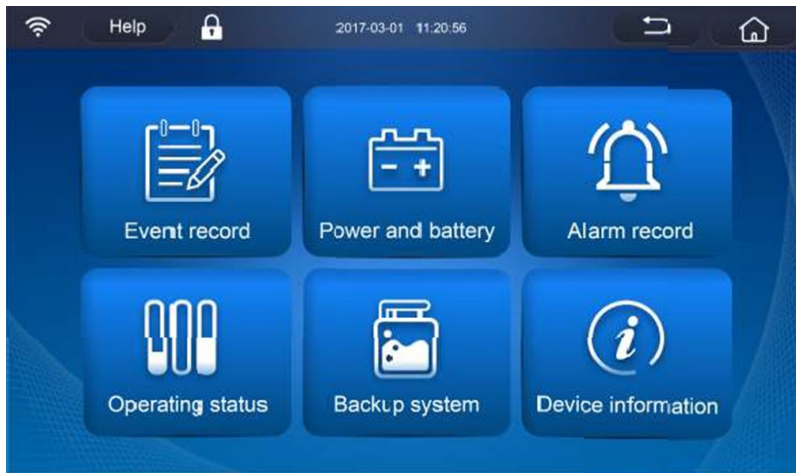 Help 2017-03-01 11:20:56
Event record Power and battery Alarm record
Operating status Backup system Device information